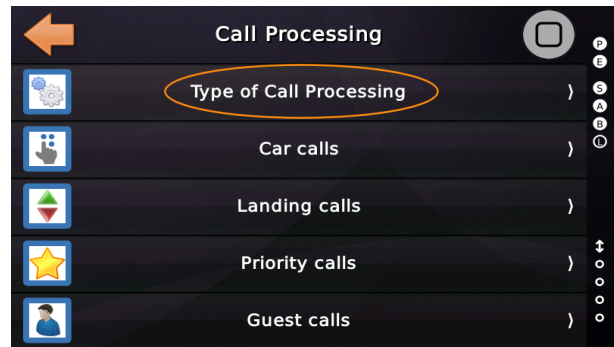 Call Processing
Type of Call Processing
Car calls
Landing calls
Priority calls
Guest calls
P
E
S
A
B
L